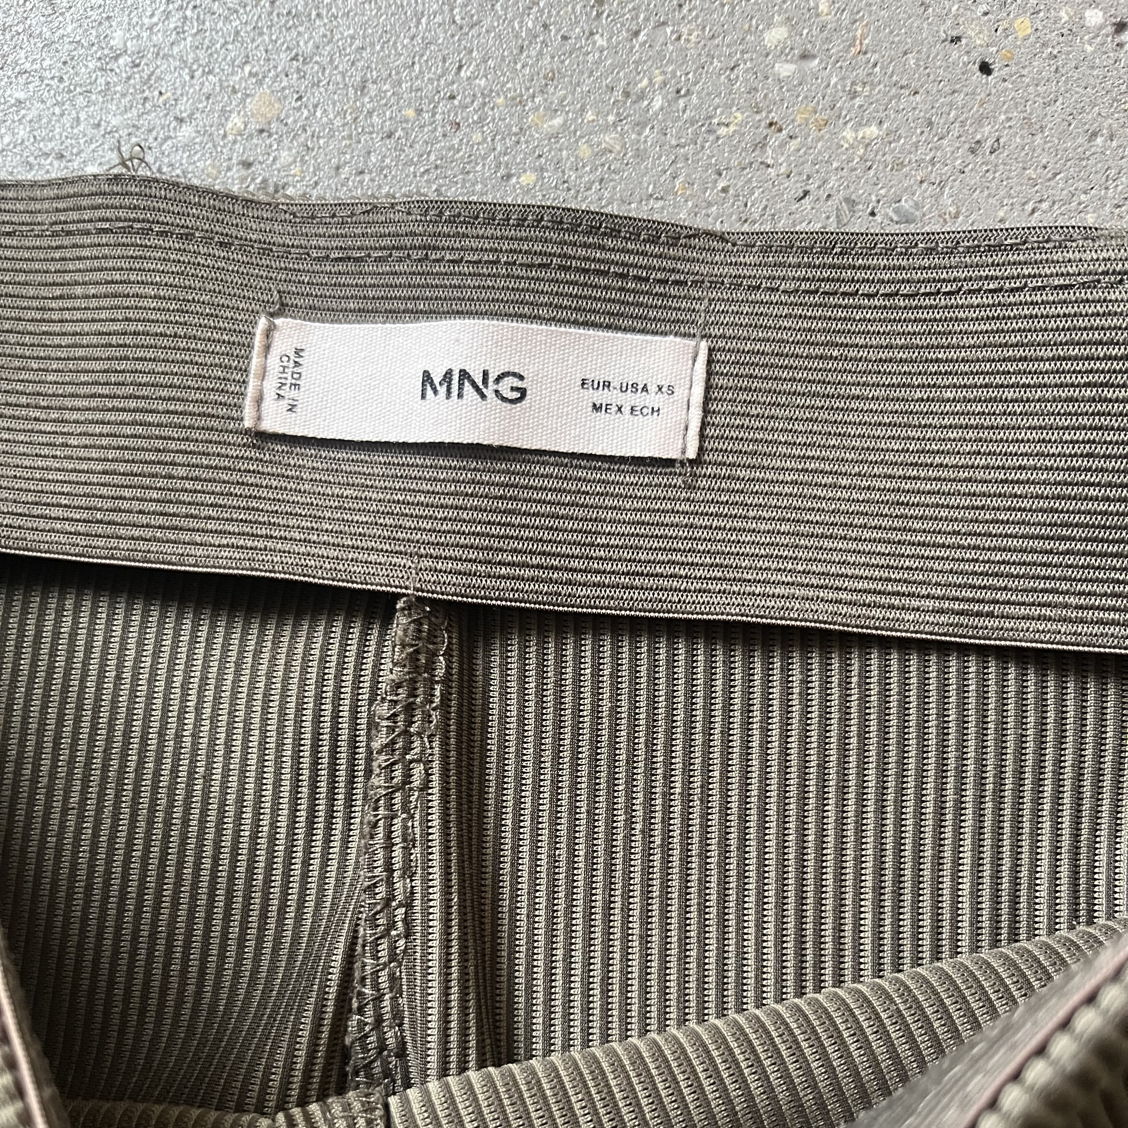 MADE IN
CHINA
MNG
EUR-USA XS
MEX ECH